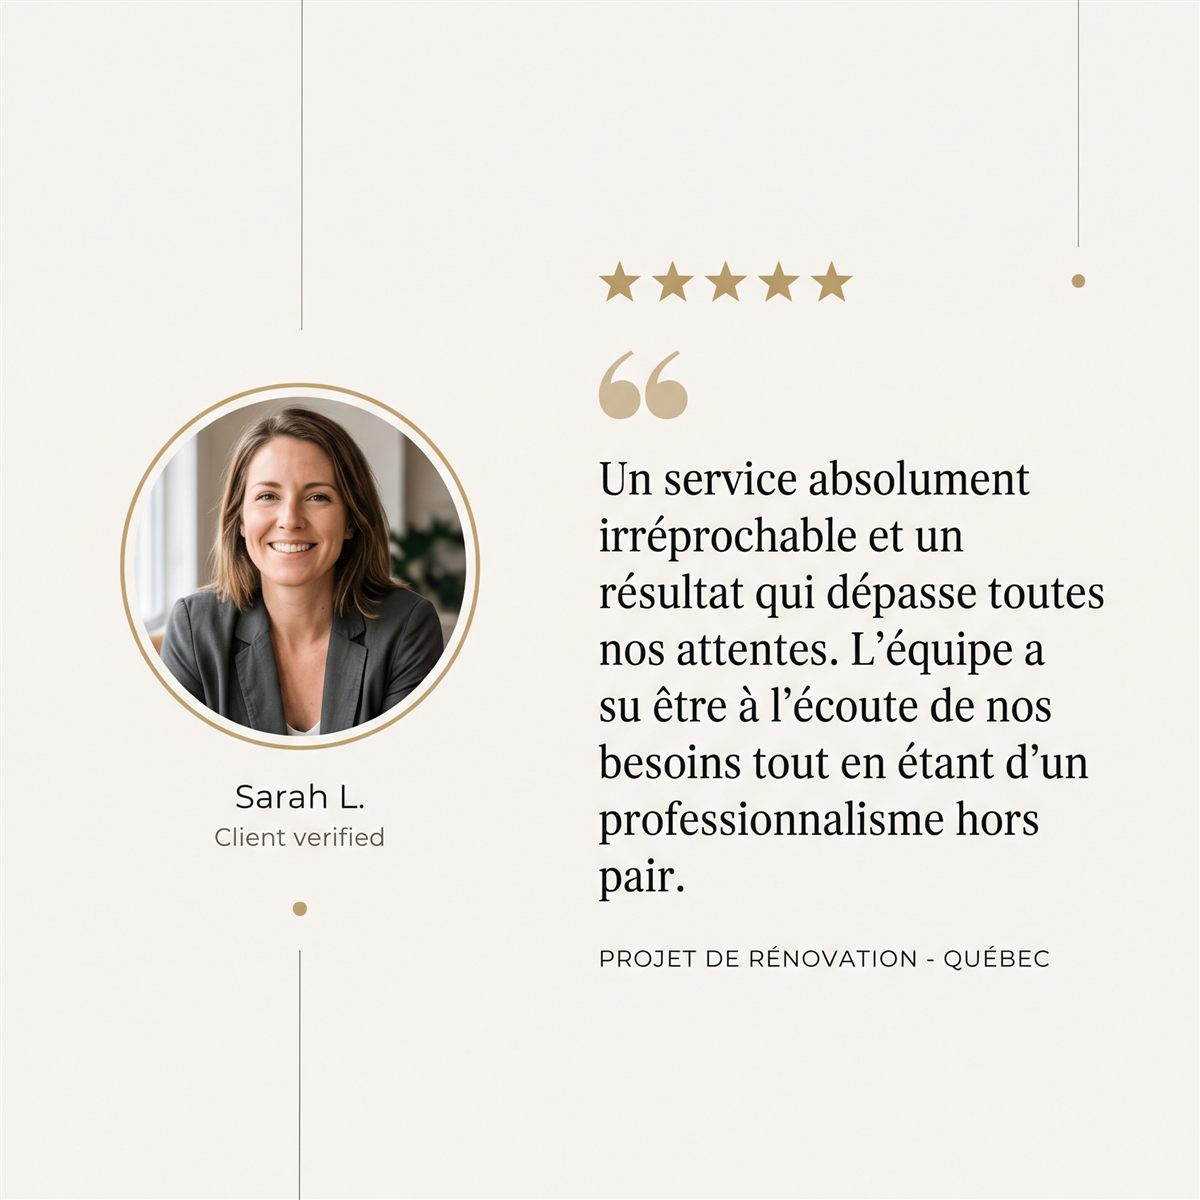 “
Un service absolument
irréprochable et un
résultat qui dépasse toutes
nos attentes. L’équipe a
su être à l’écoute de nos
besoins tout en étant d’un
professionnalisme hors
pair.
PROJET DE RÉNOVATION - QUÉBEC
Sarah L.
Client verified